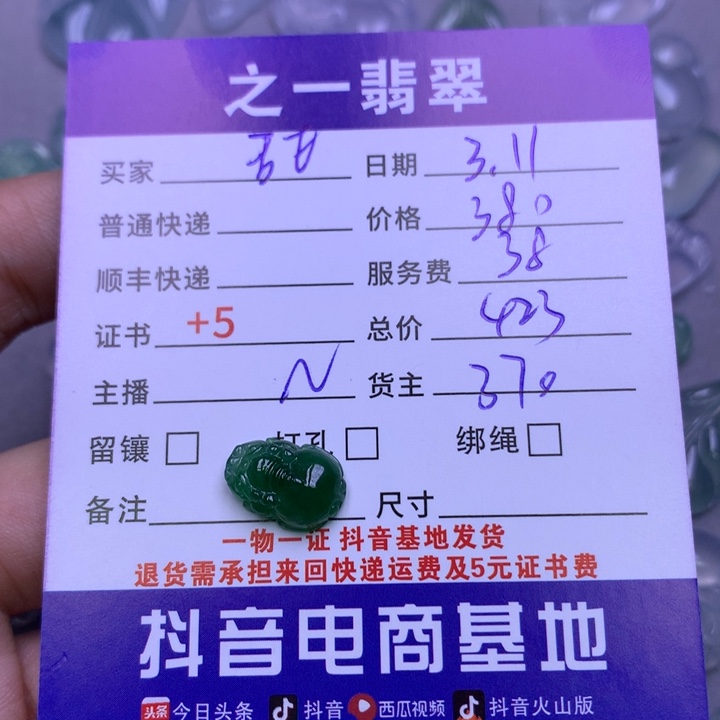 之一翡翠
买家 日期 3.11
普通快递 价格 380
顺丰快递 服务费 38
证书 +5 总价 423
主播 N 货主 370
留镶 打孔 绑绳
备注 尺寸
一物一证 抖音基地发货
退货需承担来回快递运费及5元证书费
抖音电商基地
头条 今日头条 抖音 西瓜视频 抖音火山版